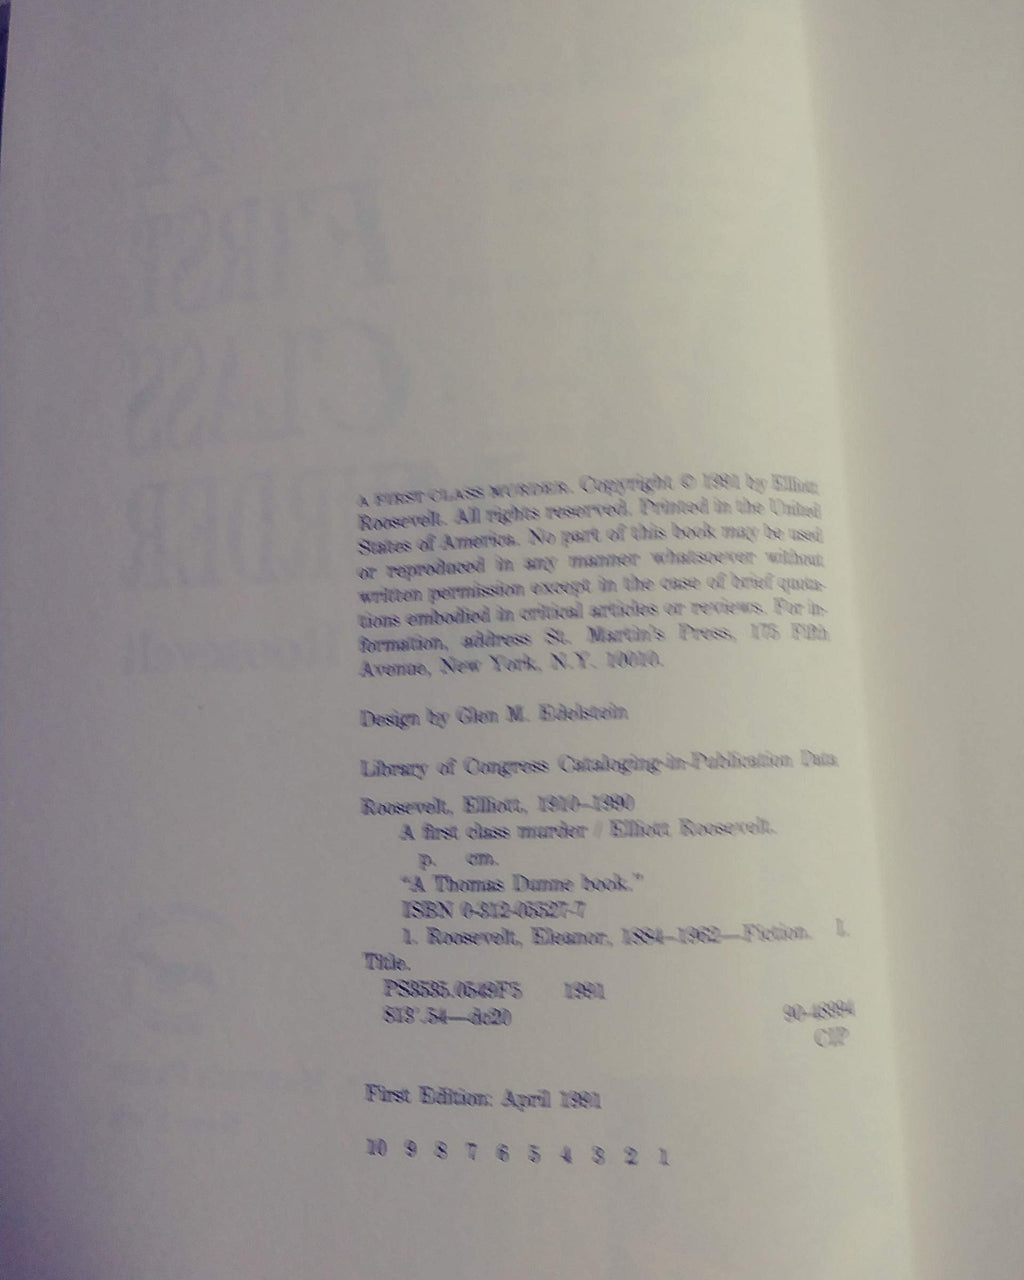 A FIRST CLASS MURDER. Copyright © 1991 by Elliott
Roosevelt. All rights reserved. Printed in the United
States of America. No part of this book may be used
or reproduced in any manner whatsoever without
written permission except in the case of brief quota-
tions embodied in critical articles or reviews. For in-
formation, address St. Martin's Press, 175 Fifth
Avenue, New York, N.Y. 10010.
Design by Glen M. Edelstein
Library of Congress Cataloging-in-Publication Data
Roosevelt, Elliott, 1910–1990
A first class murder / Elliott Roosevelt.
p. cm.
"A Thomas Dunne book."
ISBN 0-312-05527-7
1. Roosevelt, Eleanor, 1884–1962—Fiction. I.
Title.
PS3535.0549F5 1991
813'.54—dc20 90-48994
CIP
First Edition: April 1991
10 9 8 7 6 5 4 3 2 1